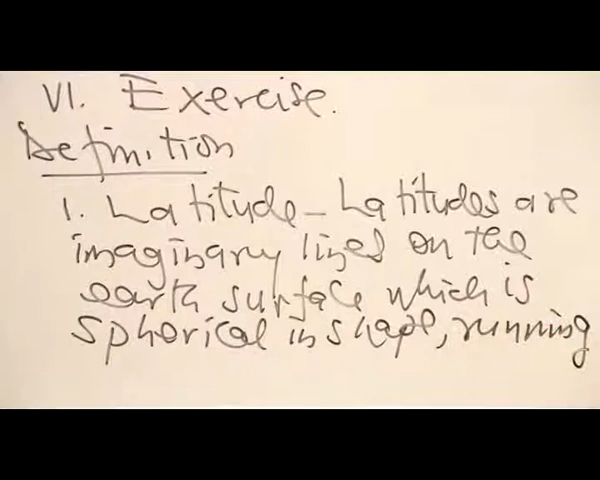 VI. Exercise.
Definition
1. Latitude - Latitudes are
imaginary lines on the
earth surface which is
spherical in shape, running